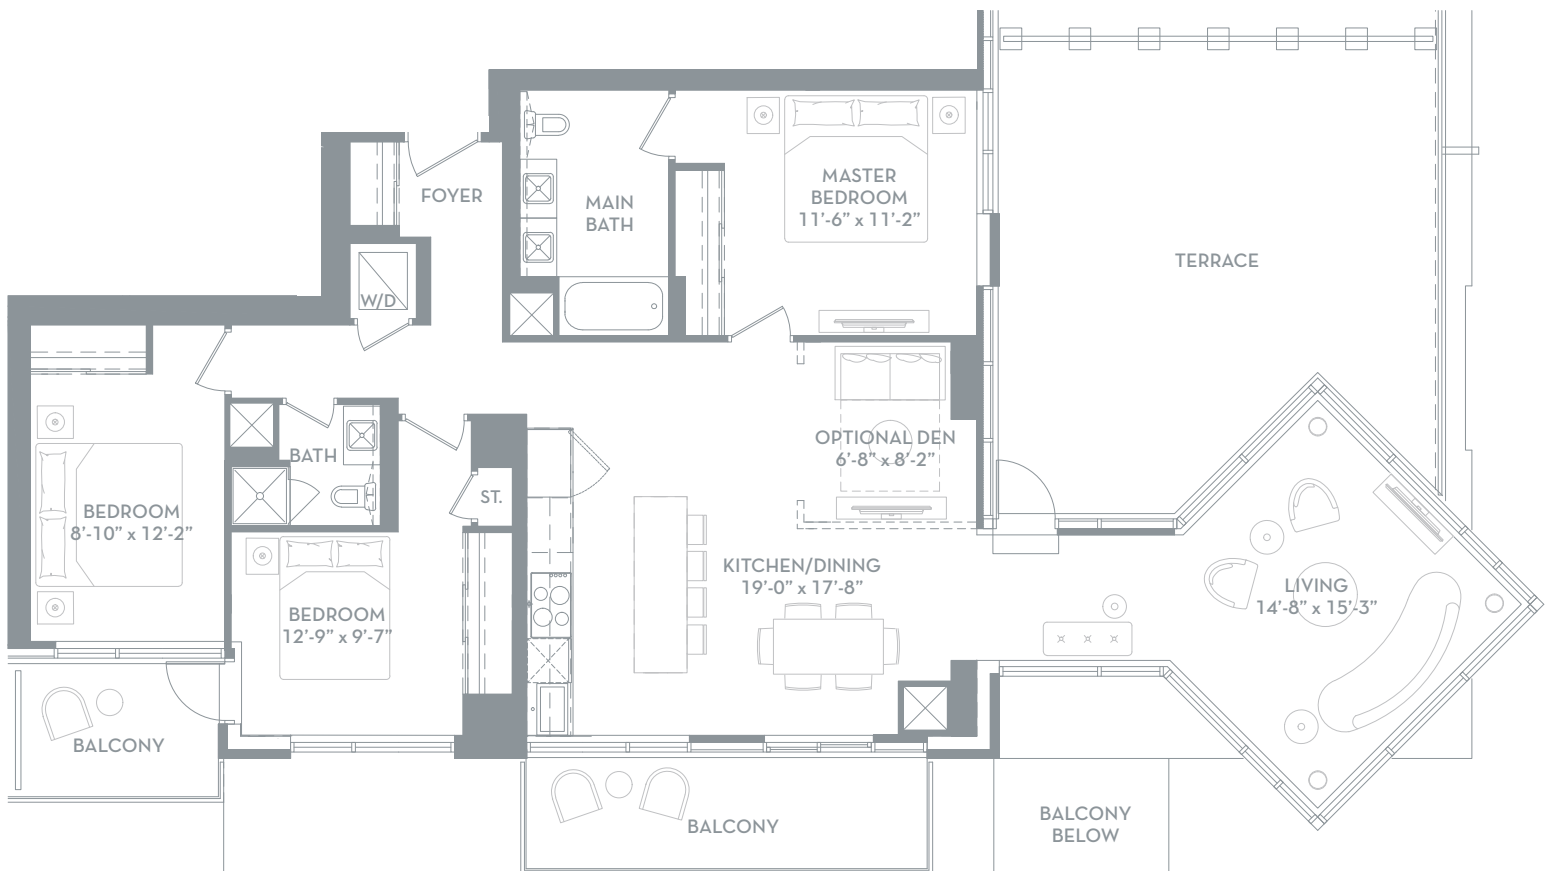 FOYER
MAIN
BATH
MASTER
BEDROOM
11’-6” x 11’-2”
TERRACE
W/D
OPTIONAL DEN
6’-8” x 8’-2”
BATH
ST.
BEDROOM
8’-10” x 12’-2”
KITCHEN/DINING
19’-0” x 17’-8”
LIVING
14’-8” x 15’-3”
BEDROOM
12’-9” x 9’-7”
BALCONY
BALCONY
BALCONY
BELOW